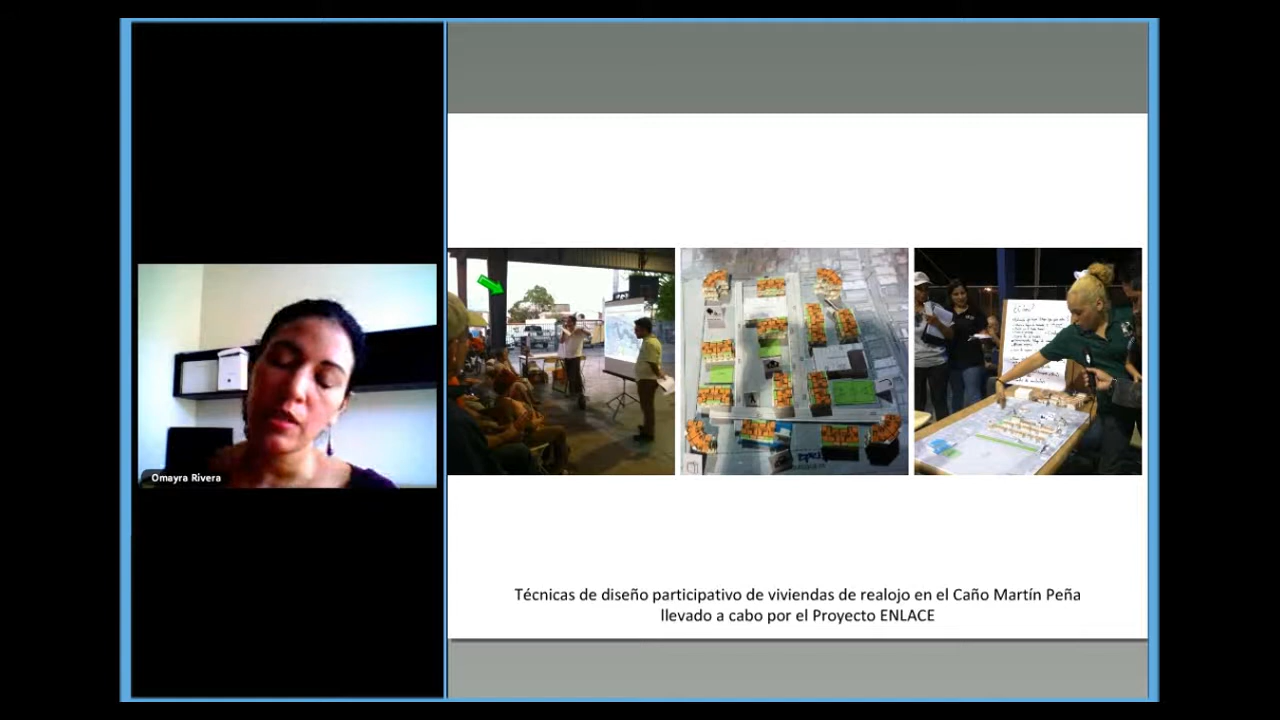 Omayra Rivera
Técnicas de diseño participativo de viviendas de realojo en el Caño Martín Peña
llevado a cabo por el Proyecto ENLACE